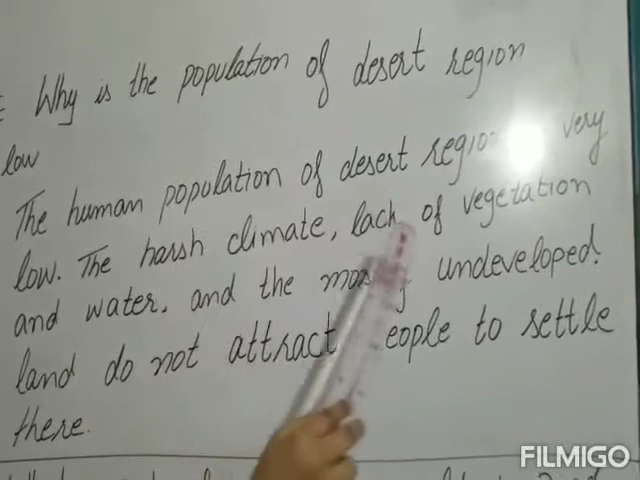 Why is the population of desert region
low
The human population of desert region very
low. The harsh climate, lack of vegetation
and water, and the undeveloped.
land do not attract eople to settle
there.
FILMIGO